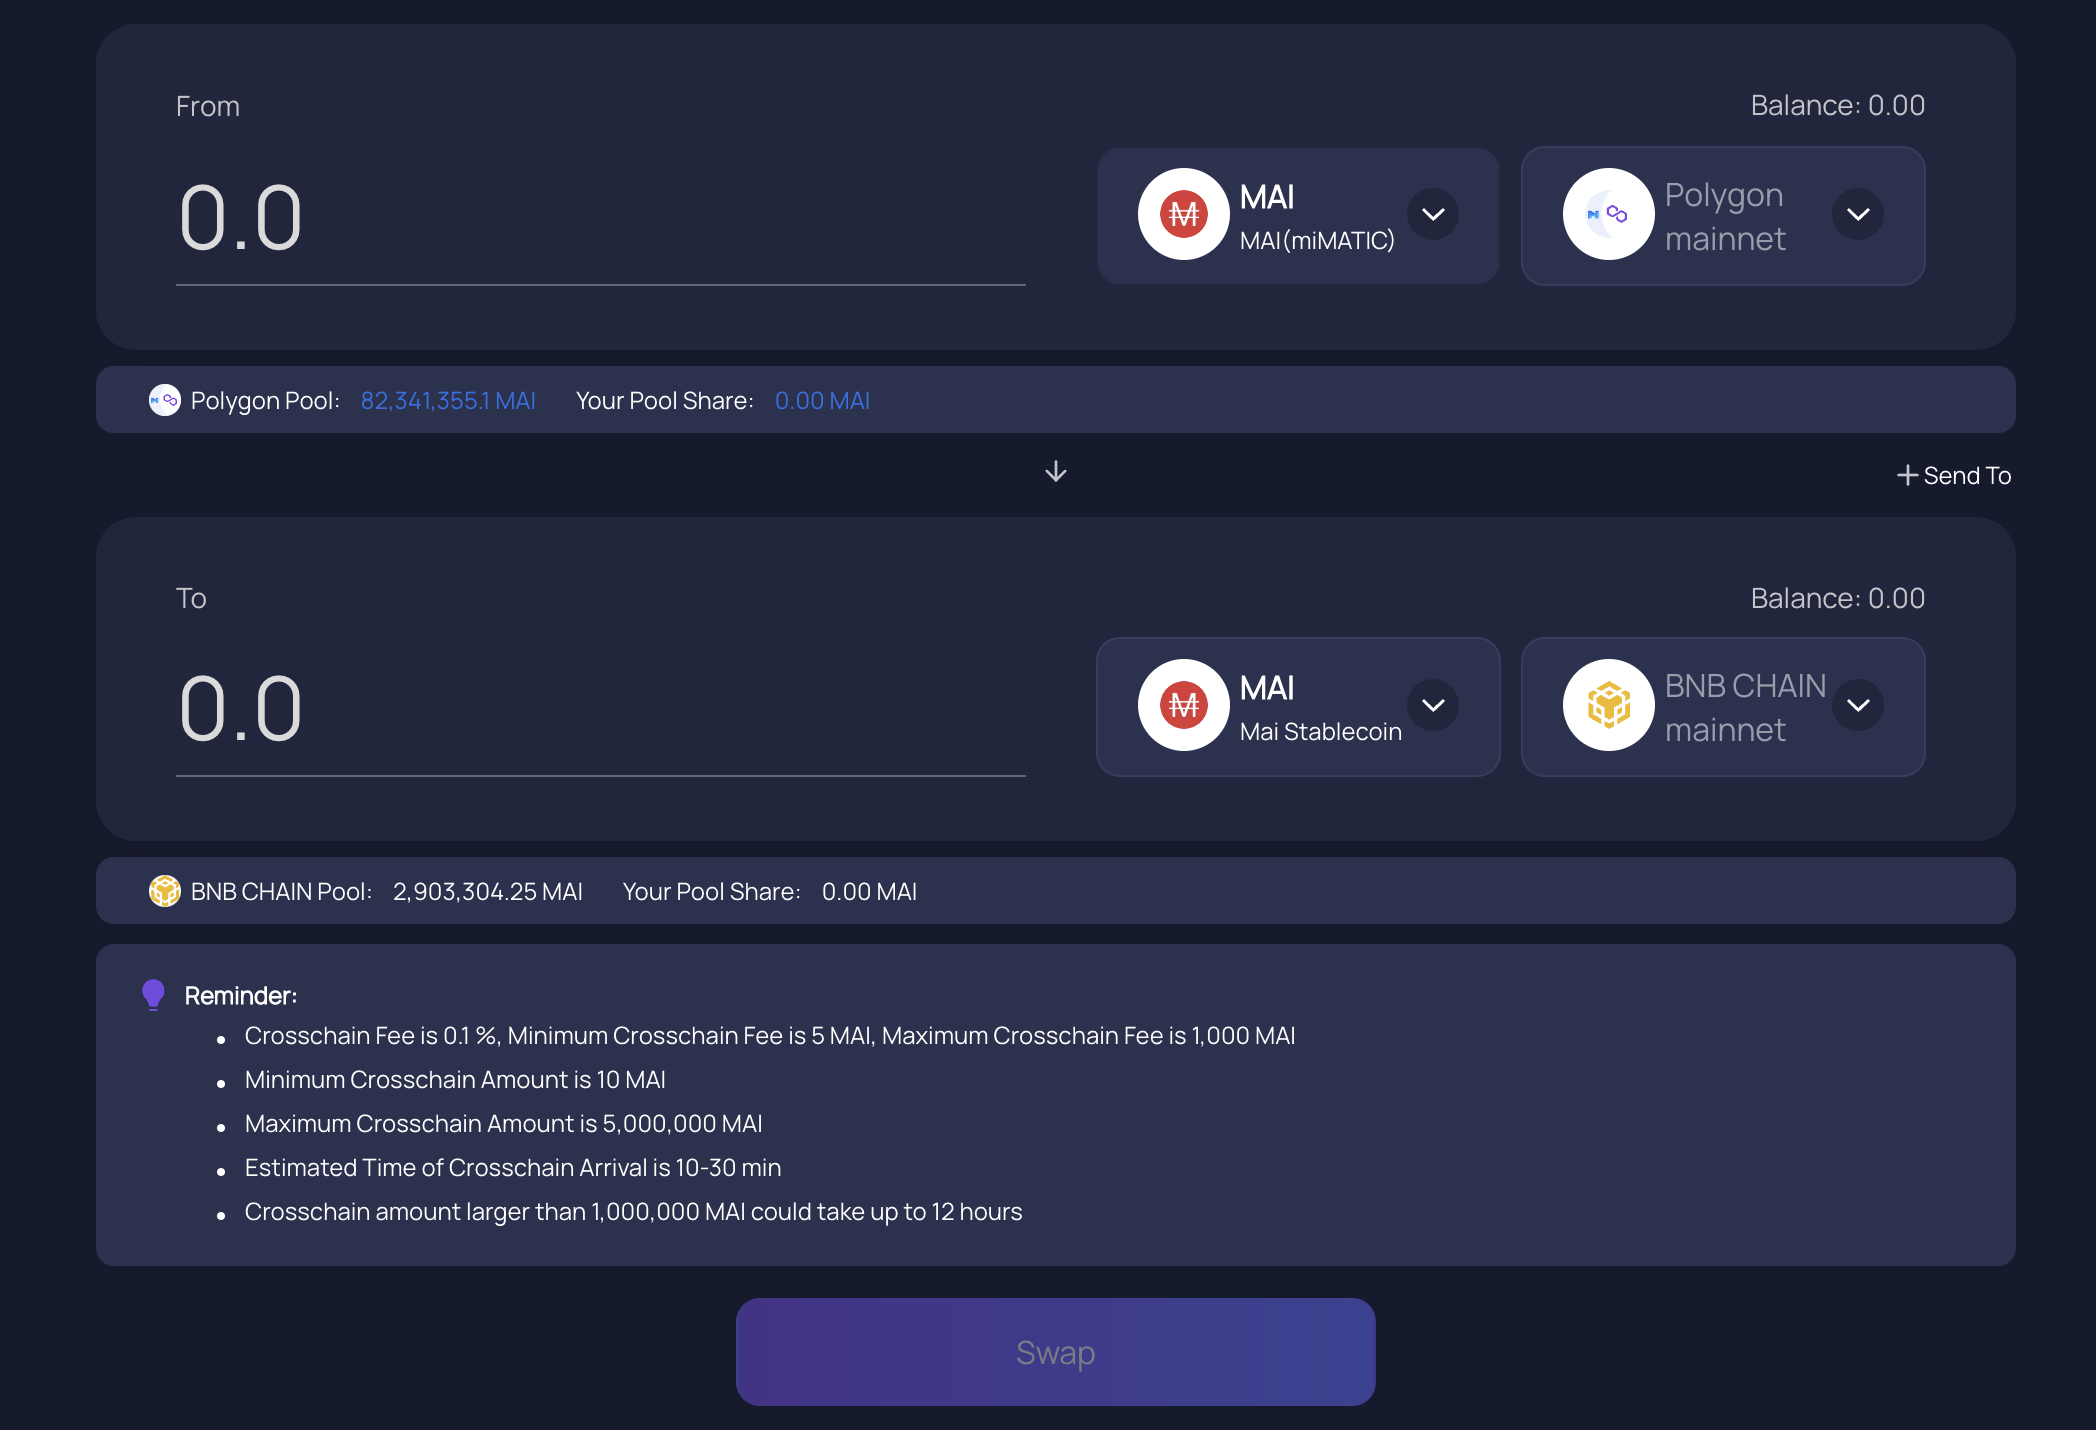 From
Balance: 0.00
0.0
MAI
MAI(miMATIC)
Polygon
mainnet
Polygon Pool: 82,341,355.1 MAI Your Pool Share: 0.00 MAI
Send To
To
Balance: 0.00
0.0
MAI
Mai Stablecoin
BNB CHAIN
mainnet
BNB CHAIN Pool: 2,903,304.25 MAI Your Pool Share: 0.00 MAI
Reminder:
Crosschain Fee is 0.1 %, Minimum Crosschain Fee is 5 MAI, Maximum Crosschain Fee is 1,000 MAI
Minimum Crosschain Amount is 10 MAI
Maximum Crosschain Amount is 5,000,000 MAI
Estimated Time of Crosschain Arrival is 10-30 min
Crosschain amount larger than 1,000,000 MAI could take up to 12 hours
Swap